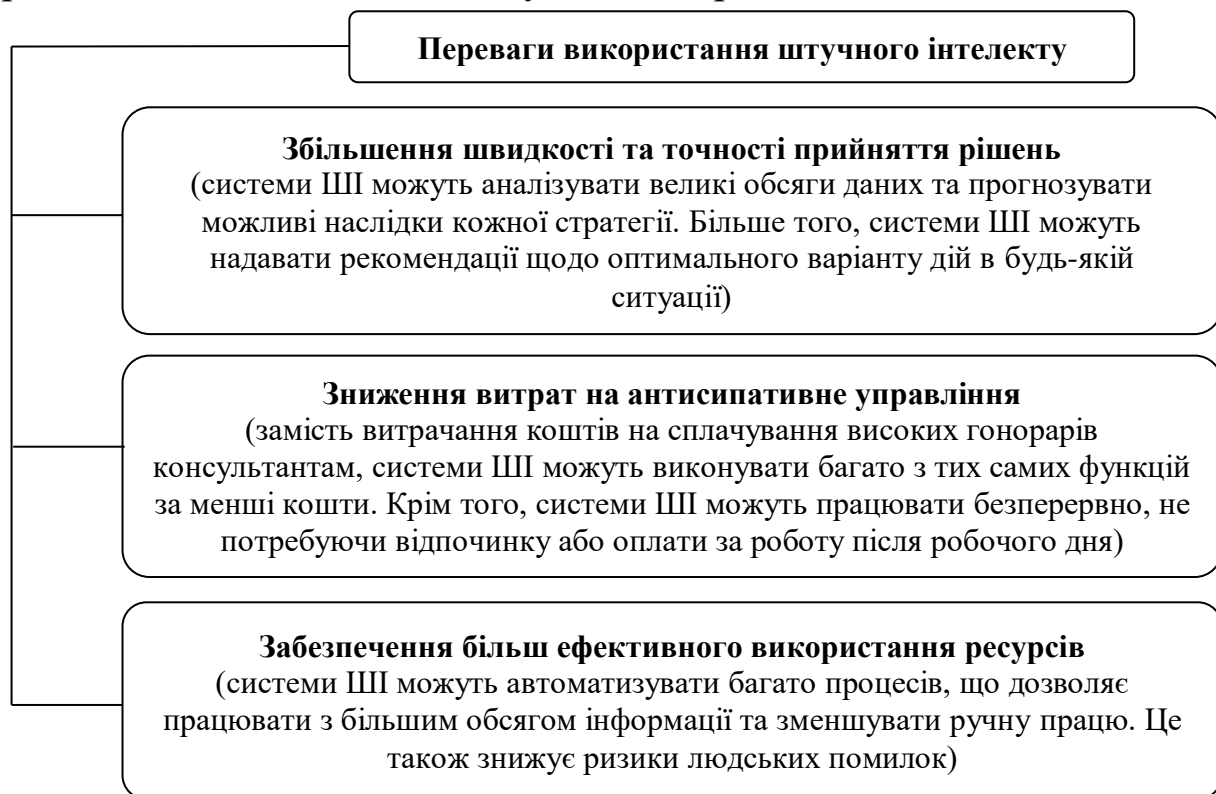 Переваги використання штучного інтелекту
Збільшення швидкості та точності прийняття рішень
(системи ШІ можуть аналізувати великі обсяги даних та прогнозувати
можливі наслідки кожної стратегії. Більше того, системи ШІ можуть
надавати рекомендації щодо оптимального варіанту дій в будь-якій
ситуації)
Зниження витрат на антисипативне управління
(замість витрачання коштів на сплачування високих гонорарів
консультантам, системи ШІ можуть виконувати багато з тих самих функцій
за менші кошти. Крім того, системи ШІ можуть працювати безперервно, не
потребуючи відпочинку або оплати за роботу після робочого дня)
Забезпечення більш ефективного використання ресурсів
(системи ШІ можуть автоматизувати багато процесів, що дозволяє
працювати з більшим обсягом інформації та зменшувати ручну працю. Це
також знижує ризики людських помилок)